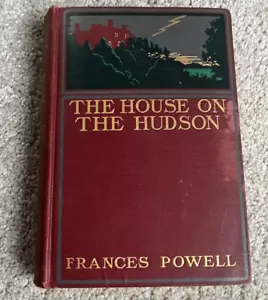 THE HOUSE ON
THE HUDSON
FRANCES POWELL